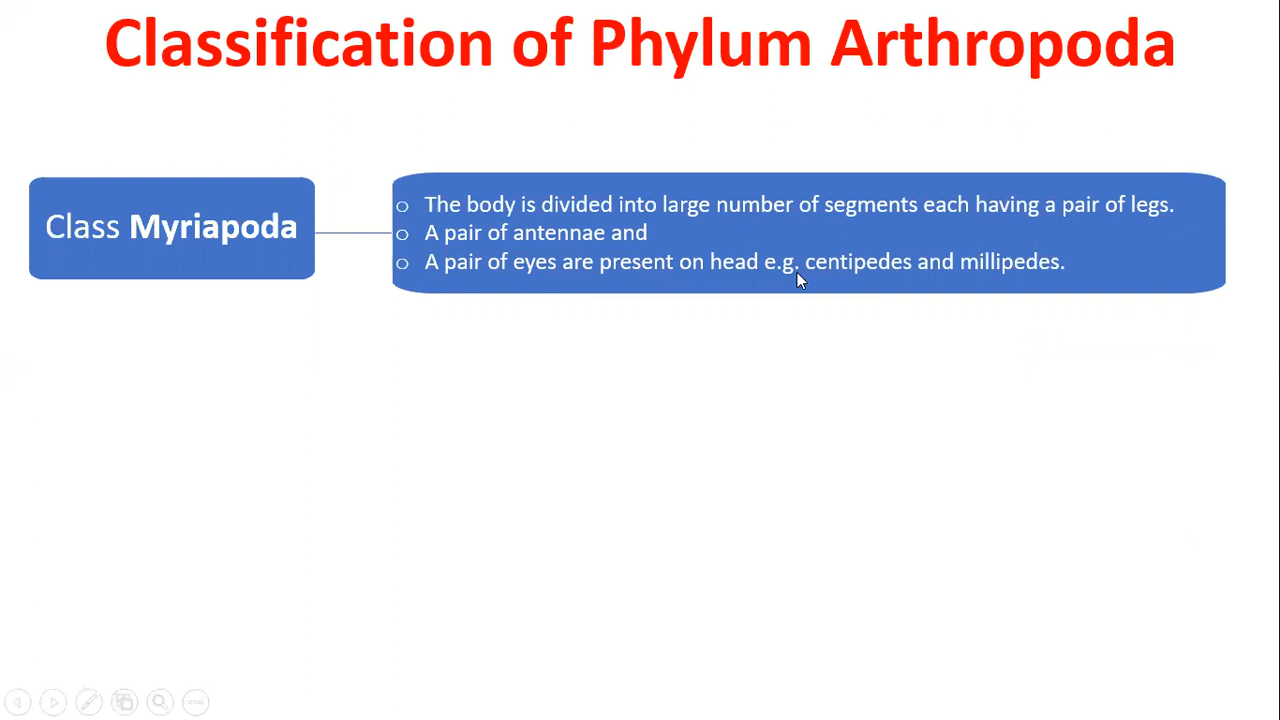 Classification of Phylum Arthropoda
Class Myriapoda
o The body is divided into large number of segments each having a pair of legs.
o A pair of antennae and
o A pair of eyes are present on head e.g. centipedes and millipedes.